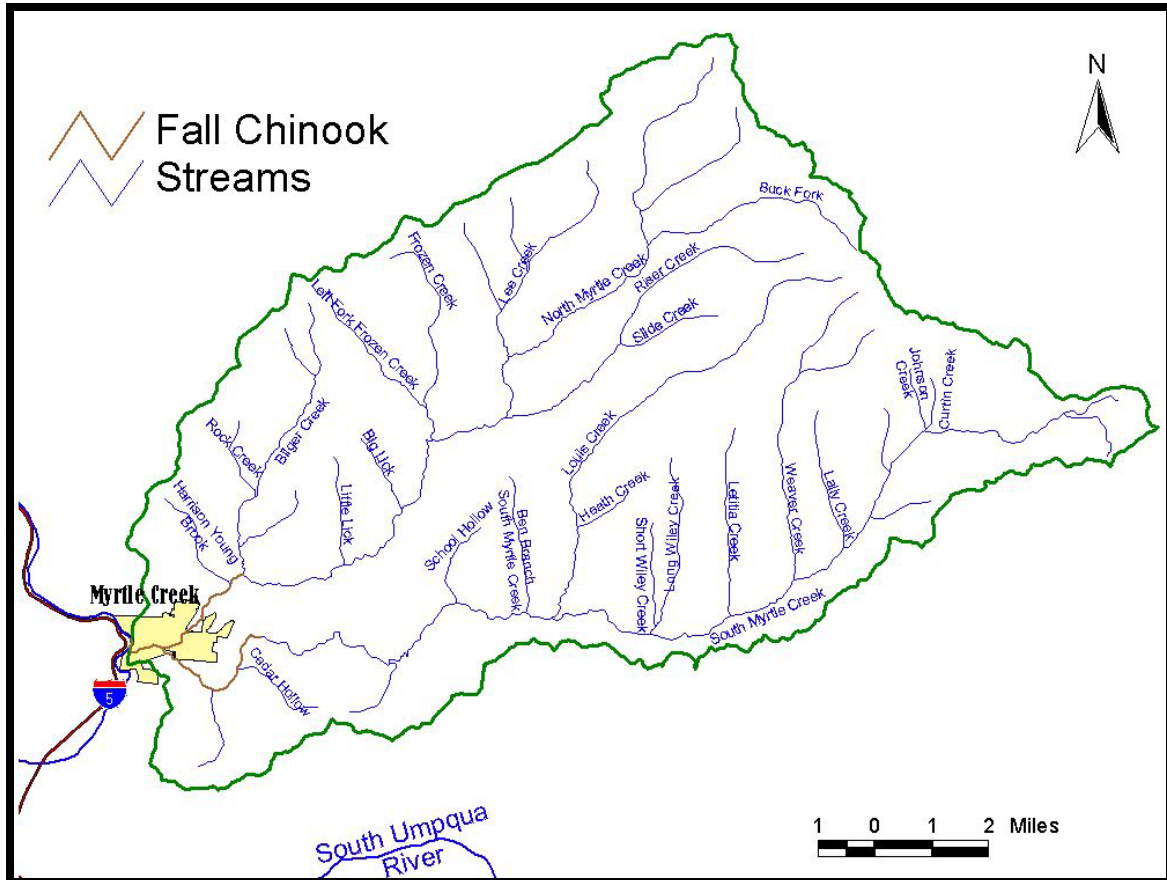 N
Fall Chinook
Streams
Buck Fork
Frozen Creek
Lee Creek
North Myrtle Creek
Riser Creek
Left Fork Frozen Creek
Slide Creek
Johnson
Creek
Curtin Creek
Rock Creek
Bilger Creek
Big Lick
Louis Creek
Harrison Young
Brook
Little Lick
School Hollow
South Myrtle Creek
Ben Branch
Heath Creek
Short Wiley Creek
Long Wiley Creek
Letitia Creek
Weaver Creek
Lally Creek
Myrtle Creek
South Myrtle Creek
Cedar Hollow
5
South Umpqua
River
1 0 1 2 Miles